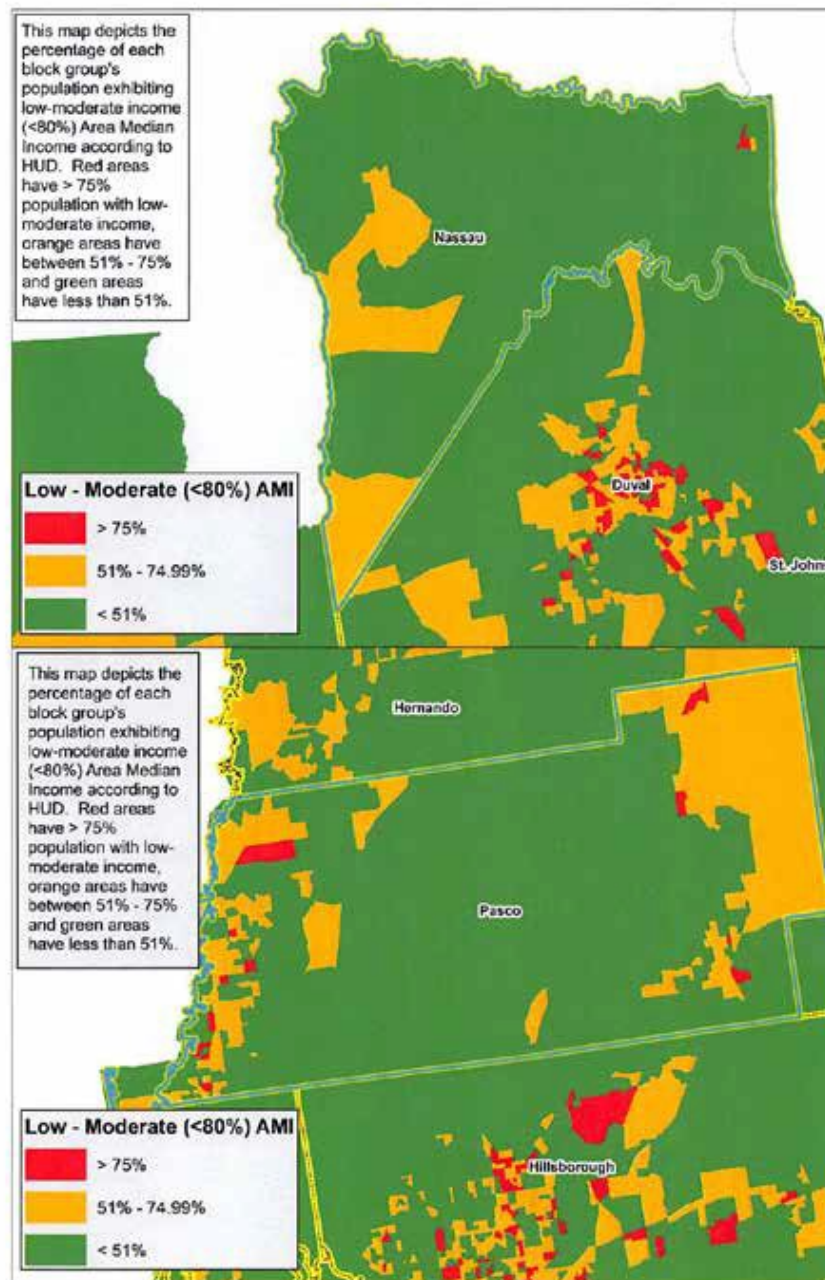 This map depicts the
percentage of each
block group's
population exhibiting
low-moderate income
(<80%) Area Median
Income according to
HUD. Red areas
have > 75%
population with low-
moderate income,
orange areas have
between 51% - 75%
and green areas
have less than 51%.
Nassau
Low - Moderate (<80%) AMI
> 75%
51% - 74.99%
< 51%
Duval
St. Johns
This map depicts the
percentage of each
block group's
population exhibiting
low-moderate income
(<80%) Area Median
Income according to
HUD. Red areas
have > 75%
population with low-
moderate income,
orange areas have
between 51% - 75%
and green areas
have less than 51%.
Hernando
Pasco
Low - Moderate (<80%) AMI
> 75%
51% - 74.99%
< 51%
Hillsborough